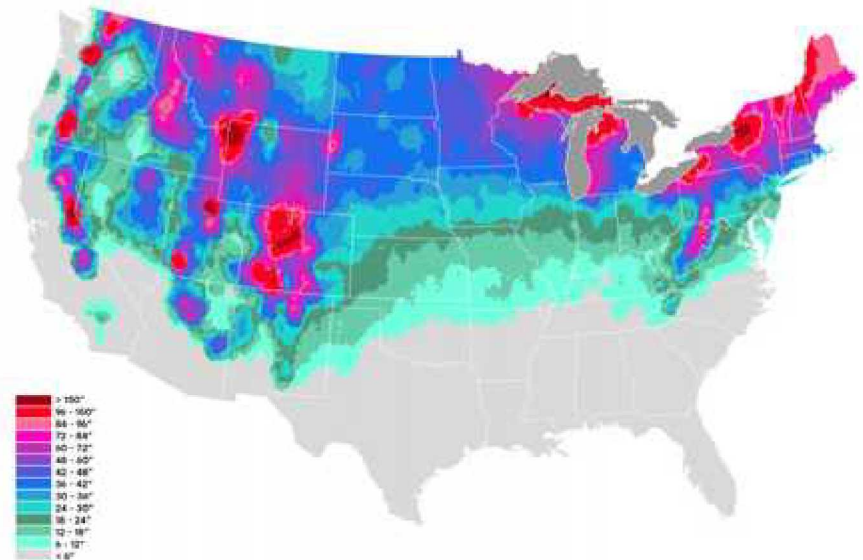 > 150"
96 - 150"
84 - 96"
72 - 84"
60 - 72"
48 - 60"
42 - 48"
36 - 42"
30 - 36"
24 - 30"
18 - 24"
12 - 18"
6 - 12"
< 6"